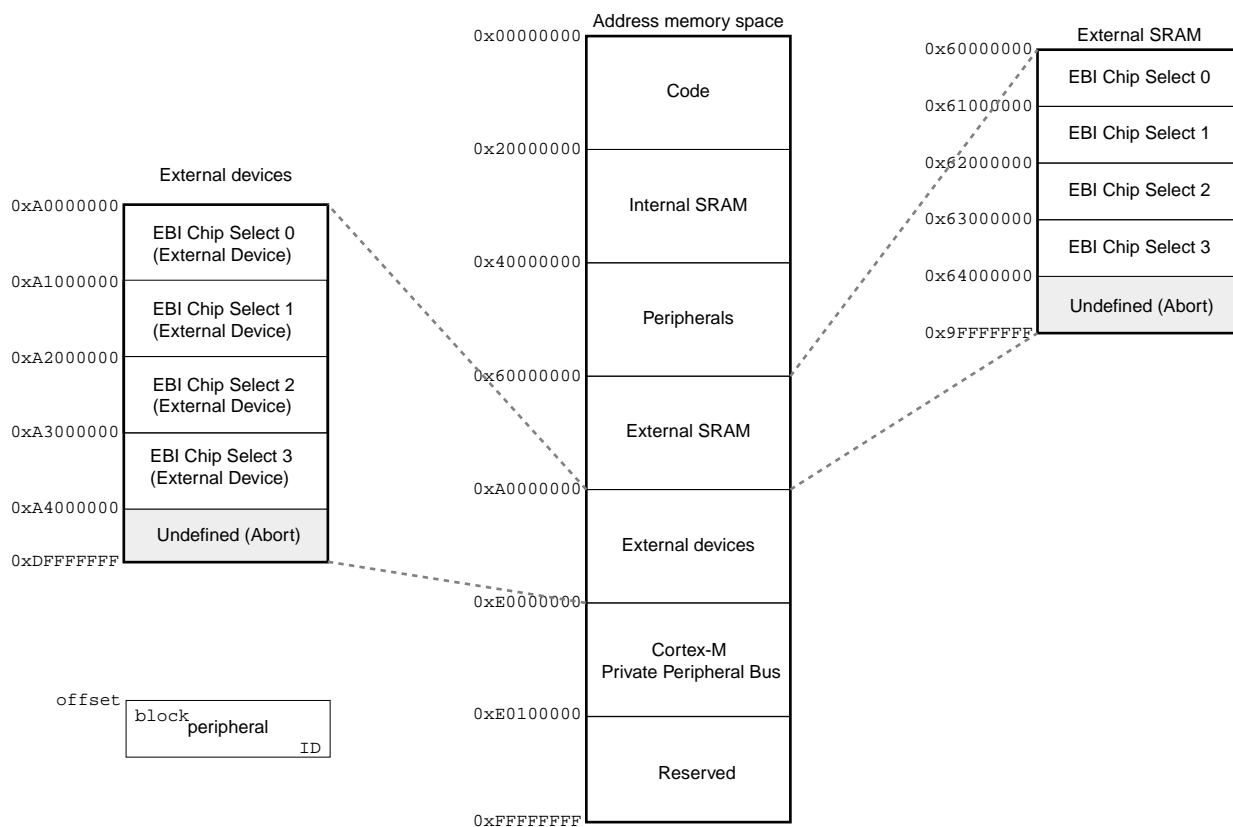 Address memory space
0x00000000
Code
0x20000000
Internal SRAM
0x40000000
Peripherals
0x60000000
External SRAM
0xA0000000
External devices
0xE0000000
Cortex-M
Private Peripheral Bus
0xE0100000
Reserved
0xFFFFFFFF
External devices
0xA0000000
EBI Chip Select 0
(External Device)
0xA1000000
EBI Chip Select 1
(External Device)
0xA2000000
EBI Chip Select 2
(External Device)
0xA3000000
EBI Chip Select 3
(External Device)
0xA4000000
Undefined (Abort)
0xDFFFFFFF
offset
block
peripheral
ID
External SRAM
0x60000000
EBI Chip Select 0
0x61000000
EBI Chip Select 1
0x62000000
EBI Chip Select 2
0x63000000
EBI Chip Select 3
0x64000000
Undefined (Abort)
0x9FFFFFFF